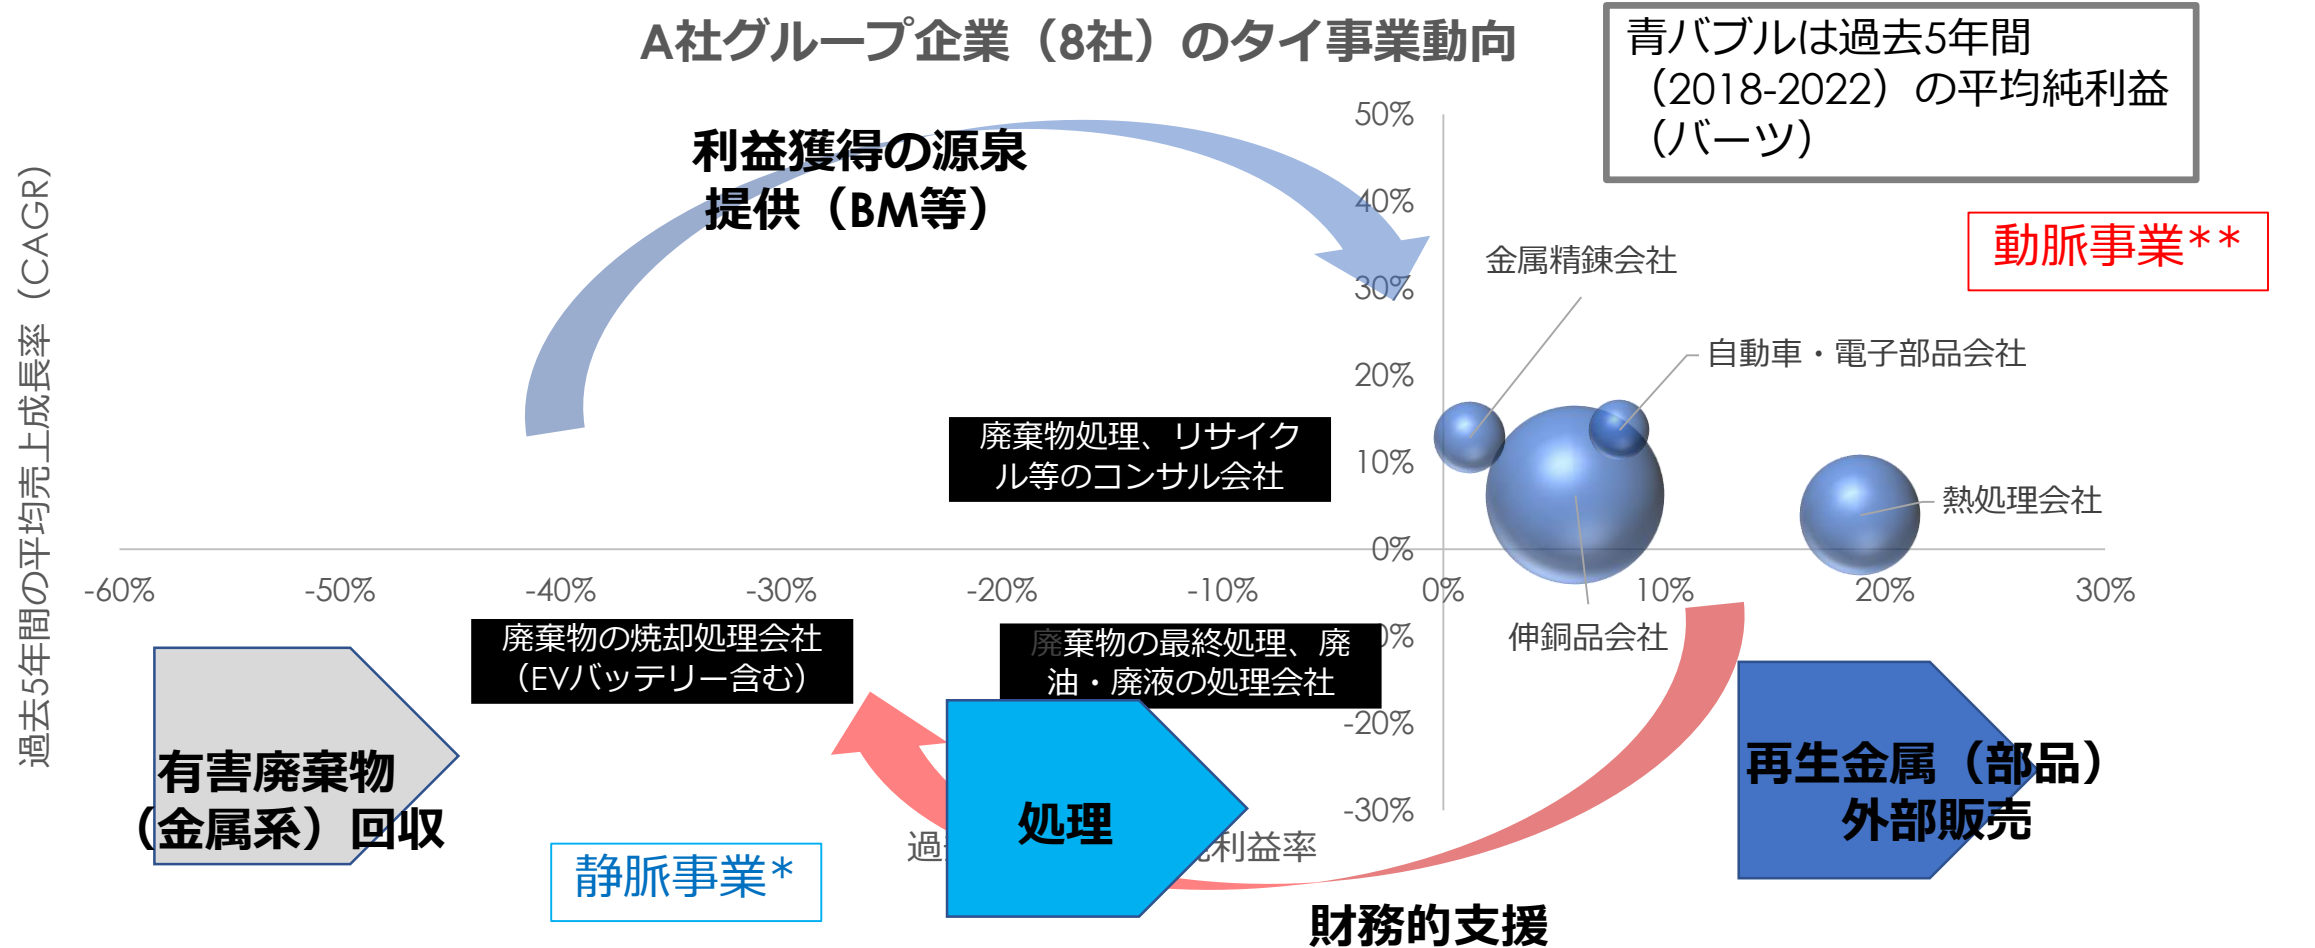 A社グループ企業（8社）のタイ事業動向
青バブルは過去5年間
（2018-2022）の平均純利益
（バーツ）
利益獲得の源泉
提供（BM等）
動脈事業**
過去5年間の平均売上成長率（CAGR）
50%
40%
30%
20%
10%
0%
-20%
-30%
金属精錬会社
自動車・電子部品会社
熱処理会社
伸銅品会社
廃棄物処理、リサイク
ル等のコンサル会社
-60%
-50%
-40%
-30%
-20%
-10%
0%
10%
20%
30%
廃棄物の焼却処理会社
（EVバッテリー含む）
廃棄物の最終処理、廃
油・廃液の処理会社
有害廃棄物
（金属系）回収
処理
再生金属（部品）
外部販売
利益率
静脈事業*
財務的支援